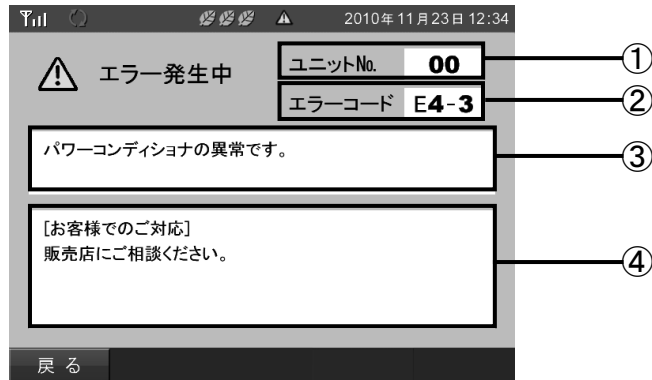 2010年11月23日 12:34
エラー発生中
ユニットNo. 00
①
エラーコード E4-3
②
パワーコンディショナの異常です。
③
[お客様でのご対応]
販売店にご相談ください。
④
戻る